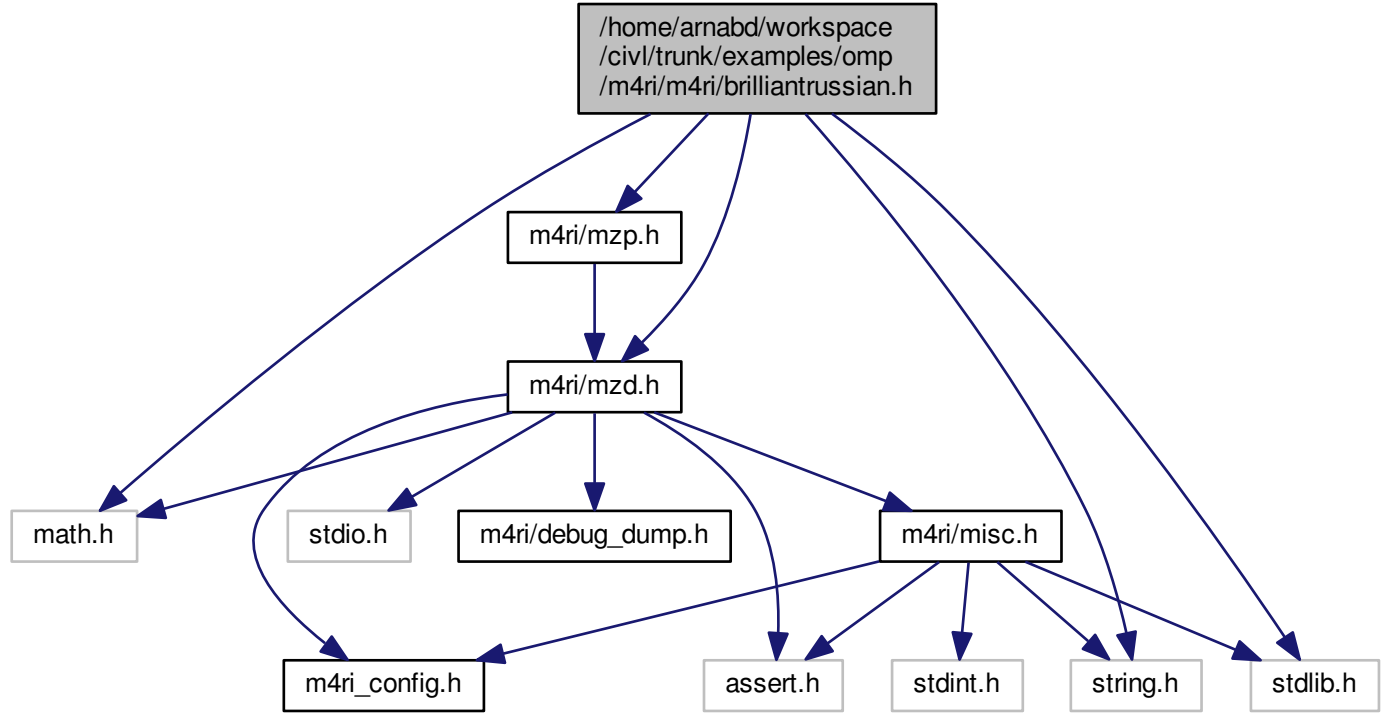 /home/arnabd/workspace
/civl/trunk/examples/omp
/m4ri/m4ri/brilliantrussian.h
m4ri/mzp.h
m4ri/mzd.h
math.h
stdio.h
m4ri/debug_dump.h
m4ri/misc.h
m4ri_config.h
assert.h
stdint.h
string.h
stdlib.h